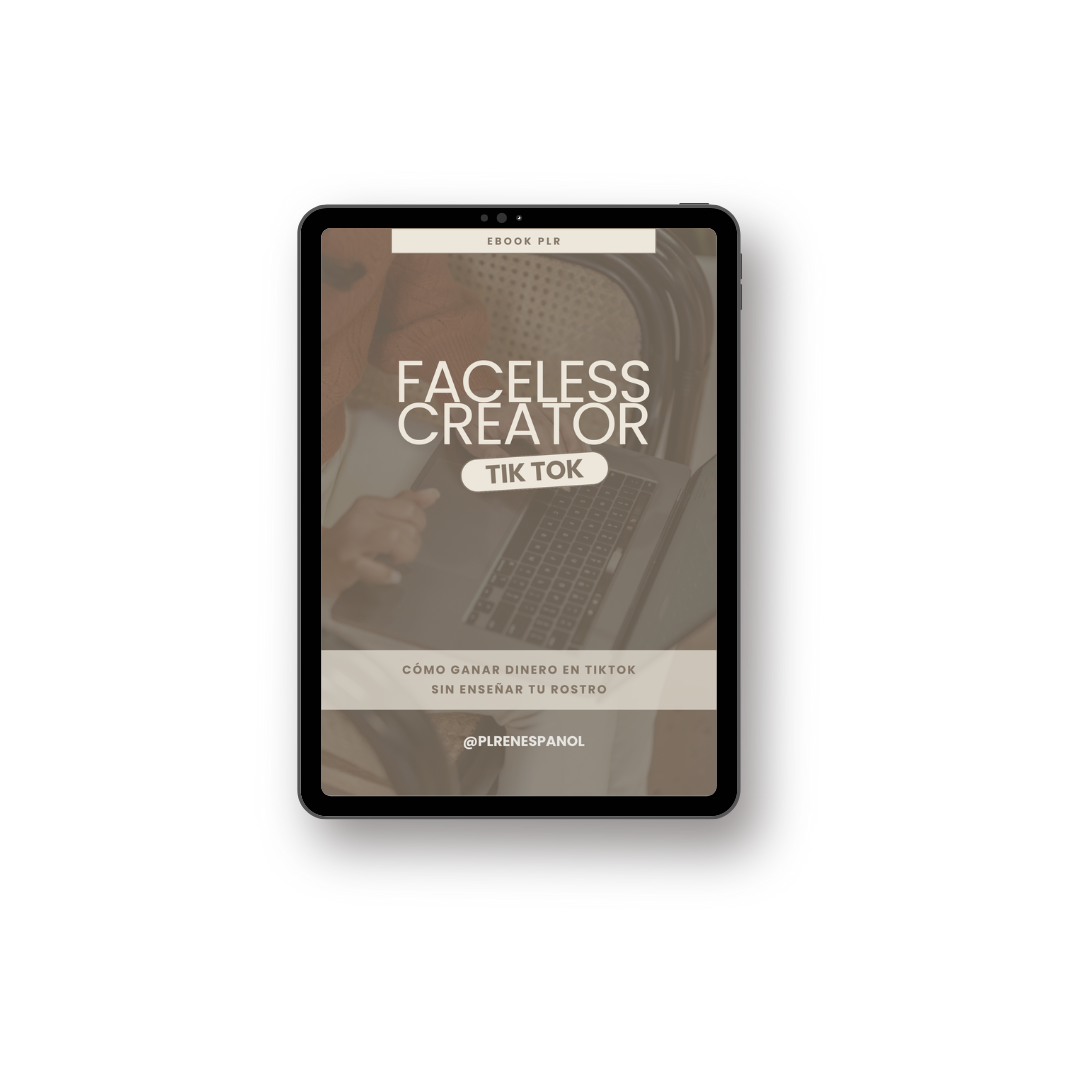 EBOOK PLR
FACELESS
CREATOR
TIK TOK
CÓMO GANAR DINERO EN TIKTOK
SIN ENSEÑAR TU ROSTRO
@PLRENESPANOL